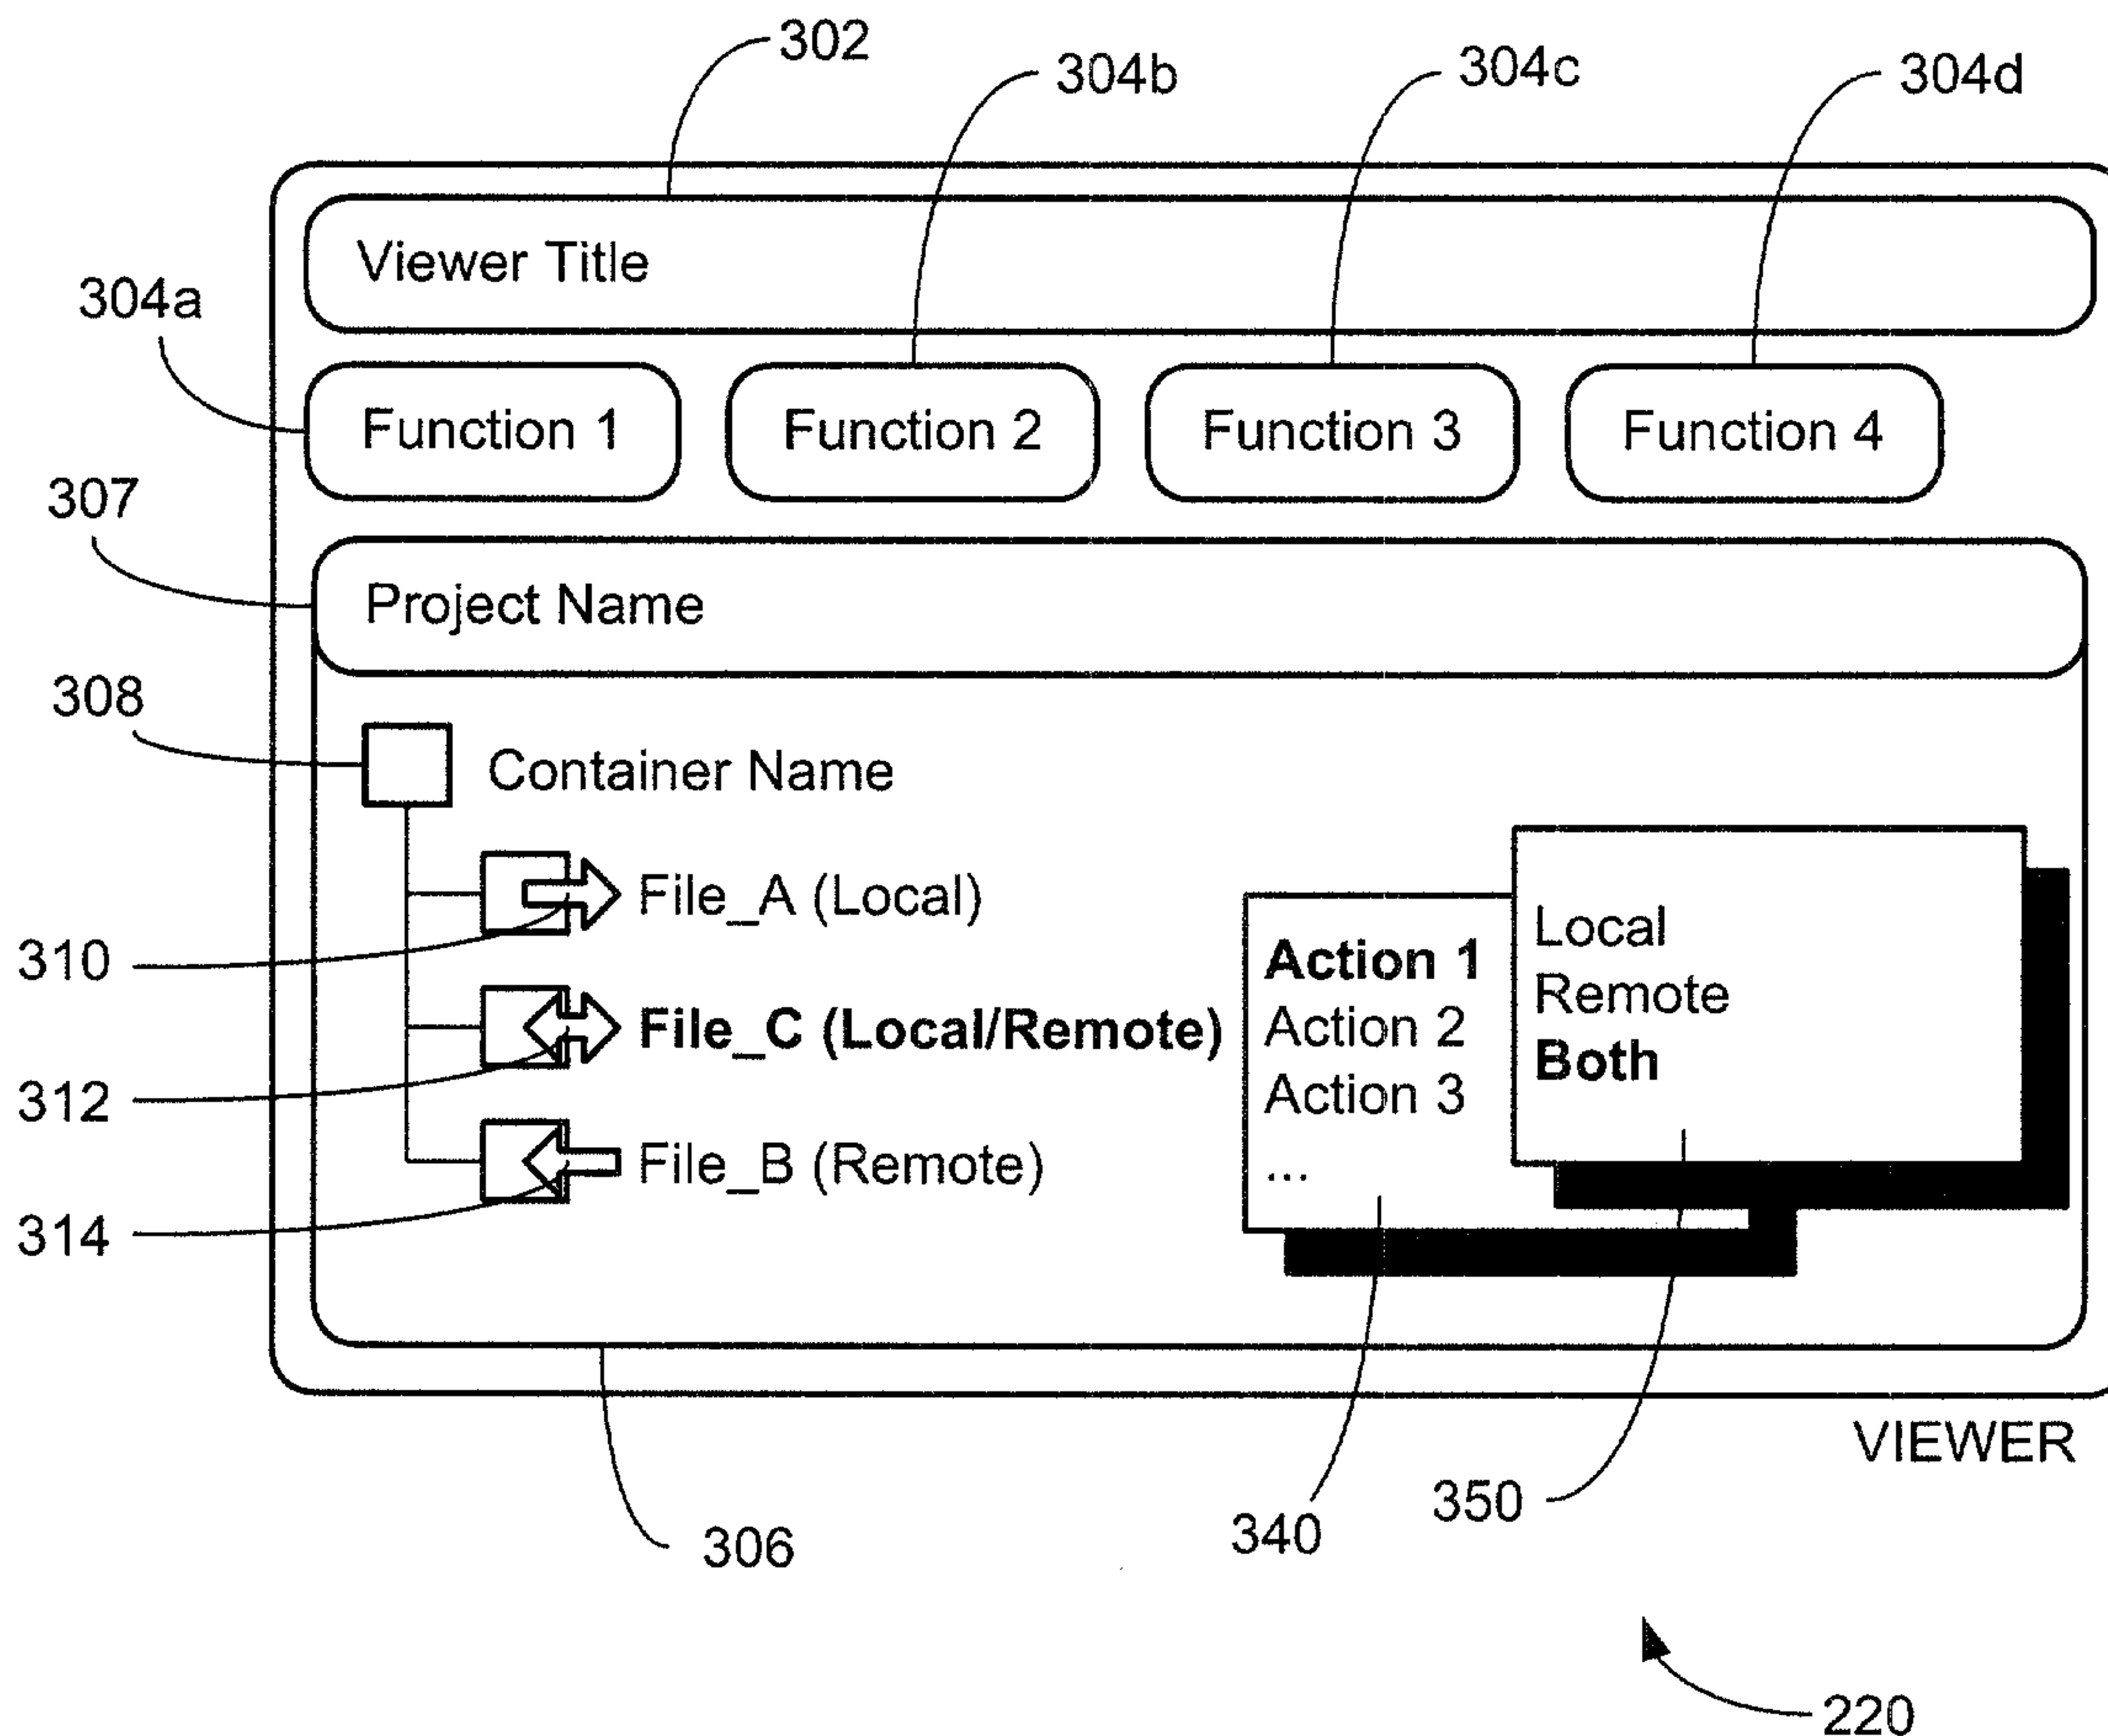 302
304b
304c
304d
Viewer Title
304a
Function 1
Function 2
Function 3
Function 4
307
Project Name
308
Container Name
File_A (Local)
310
File_C (Local/Remote)
312
File_B (Remote)
314
Action 1
Action 2
Action 3
...
Local
Remote
Both
VIEWER
350
340
306
220